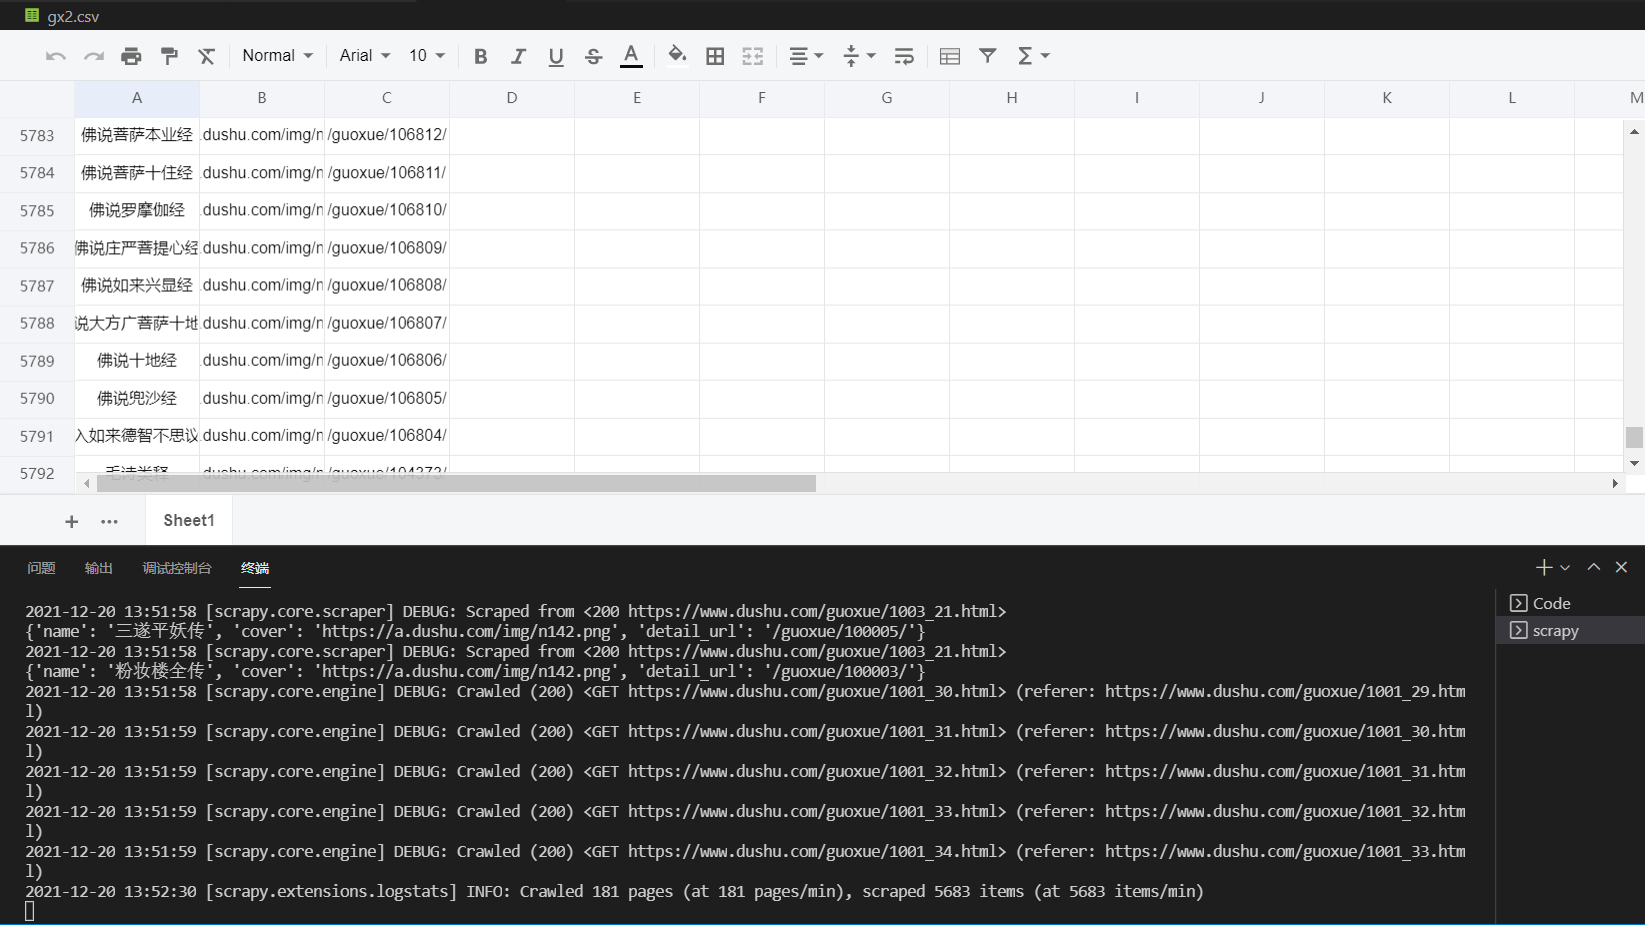 gx2.csv
Normal Arial 10 B I U S A Σ
A B C D E F G H I J K L M
5783 佛说菩萨本业经 .dushu.com/img/n /guoxue/106812/
5784 佛说菩萨十住经 .dushu.com/img/n /guoxue/106811/
5785 佛说罗摩伽经 .dushu.com/img/n /guoxue/106810/
5786 佛说庄严菩提心经 .dushu.com/img/n /guoxue/106809/
5787 佛说如来兴显经 .dushu.com/img/n /guoxue/106808/
5788 说大方广菩萨十地 .dushu.com/img/n /guoxue/106807/
5789 佛说十地经 .dushu.com/img/n /guoxue/106806/
5790 佛说兜沙经 .dushu.com/img/n /guoxue/106805/
5791 入如来德智不思议 .dushu.com/img/n /guoxue/106804/
5792 毛诗类释 .dushu.com/img/n /guoxue/104373/
+ ... Sheet1
问题 输出 调试控制台 终端
2021-12-20 13:51:58 [scrapy.core.scraper] DEBUG: Scraped from <200 https://www.dushu.com/guoxue/1003_21.html>
{'name': '三遂平妖传', 'cover': 'https://a.dushu.com/img/n142.png', 'detail_url': '/guoxue/100005/'}
2021-12-20 13:51:58 [scrapy.core.scraper] DEBUG: Scraped from <200 https://www.dushu.com/guoxue/1003_21.html>
{'name': '粉妆楼全传', 'cover': 'https://a.dushu.com/img/n142.png', 'detail_url': '/guoxue/100003/'}
2021-12-20 13:51:58 [scrapy.core.engine] DEBUG: Crawled (200) <GET https://www.dushu.com/guoxue/1001_30.html> (referer: https://www.dushu.com/guoxue/1001_29.htm
l)
2021-12-20 13:51:59 [scrapy.core.engine] DEBUG: Crawled (200) <GET https://www.dushu.com/guoxue/1001_31.html> (referer: https://www.dushu.com/guoxue/1001_30.htm
l)
2021-12-20 13:51:59 [scrapy.core.engine] DEBUG: Crawled (200) <GET https://www.dushu.com/guoxue/1001_32.html> (referer: https://www.dushu.com/guoxue/1001_31.htm
l)
2021-12-20 13:51:59 [scrapy.core.engine] DEBUG: Crawled (200) <GET https://www.dushu.com/guoxue/1001_33.html> (referer: https://www.dushu.com/guoxue/1001_32.htm
l)
2021-12-20 13:51:59 [scrapy.core.engine] DEBUG: Crawled (200) <GET https://www.dushu.com/guoxue/1001_34.html> (referer: https://www.dushu.com/guoxue/1001_33.htm
l)
2021-12-20 13:52:30 [scrapy.extensions.logstats] INFO: Crawled 181 pages (at 181 pages/min), scraped 5683 items (at 5683 items/min)
Code
scrapy